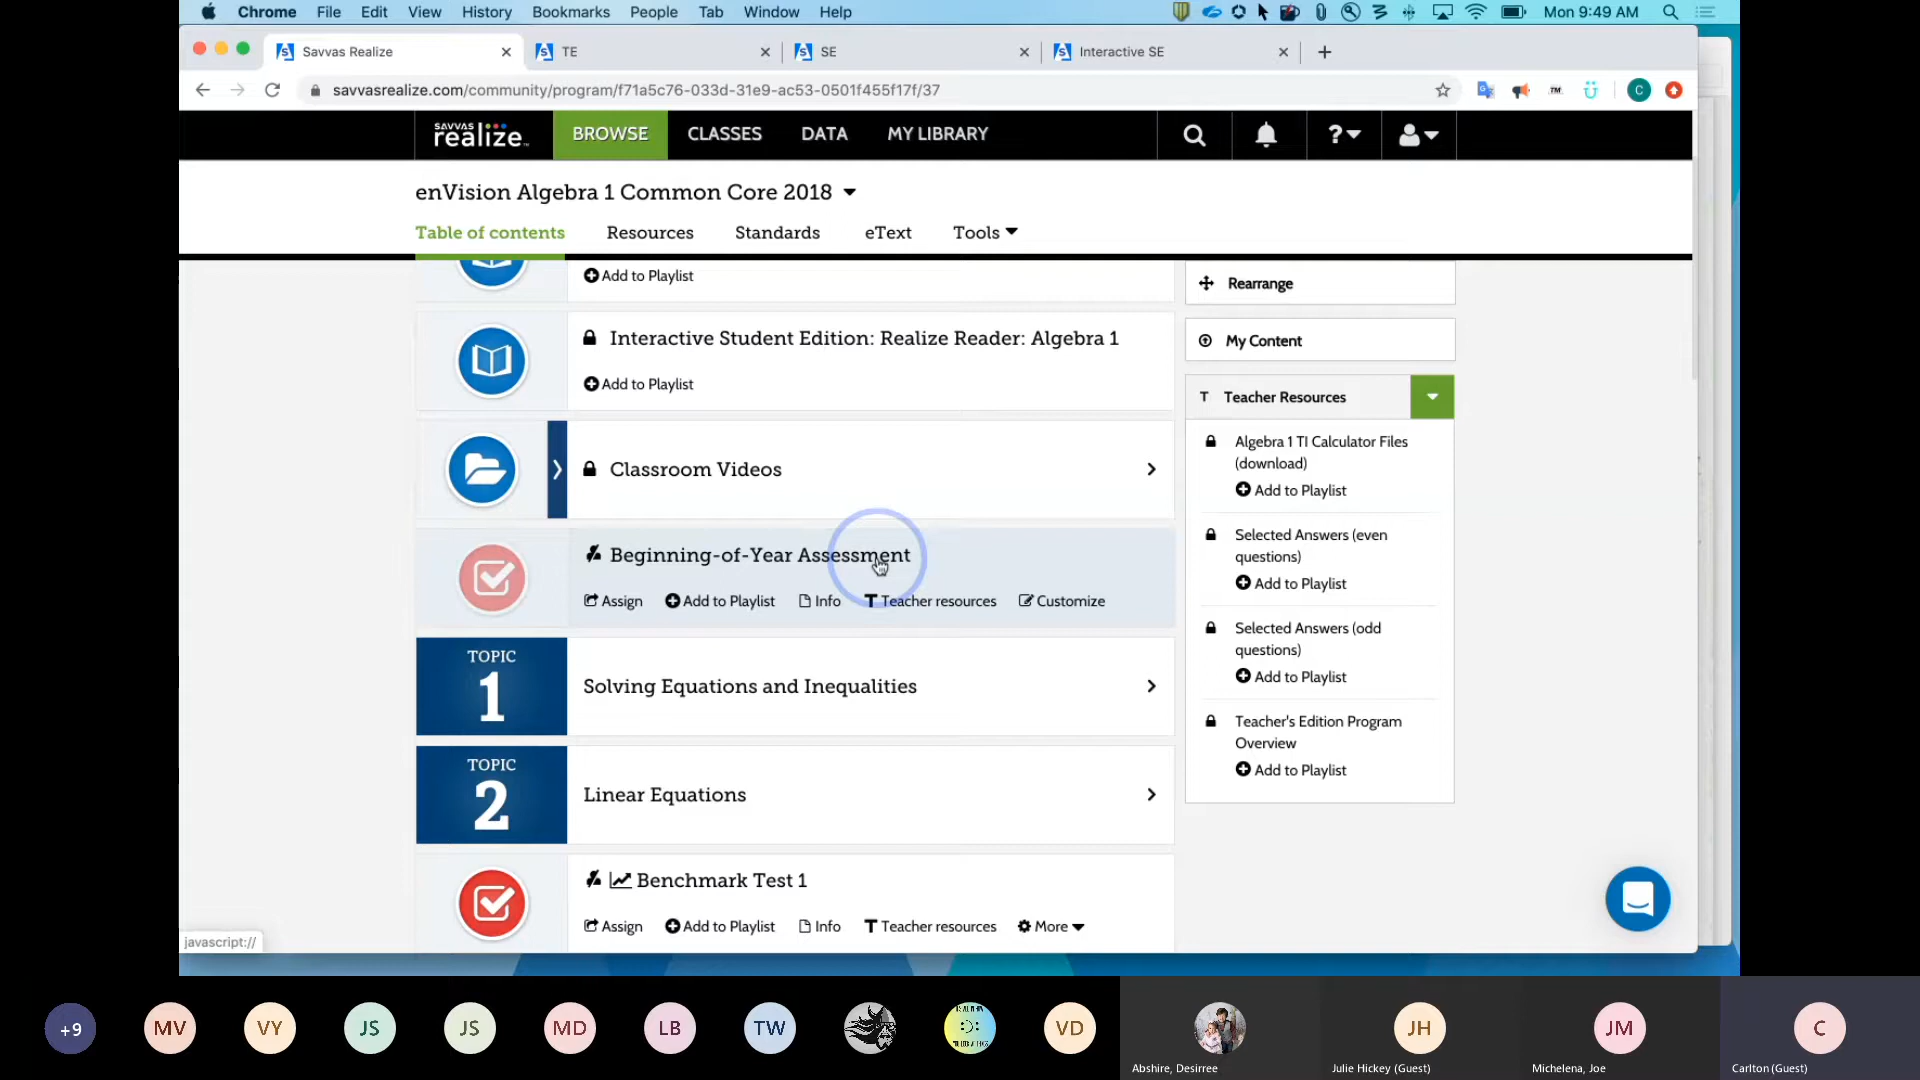 Chrome File Edit View History Bookmarks People Tab Window Help Mon 9:49 AM
Savvas Realize TE SE Interactive SE
savvasrealize.com/community/program/f71a5c76-033d-31e9-ac53-0501f455f17f/37 TM C
SAVVAS realize BROWSE CLASSES DATA MY LIBRARY ?
enVision Algebra 1 Common Core 2018
Table of contents Resources Standards eText Tools
Add to Playlist
Interactive Student Edition: Realize Reader: Algebra 1
Add to Playlist
Classroom Videos
Beginning-of-Year Assessment
Assign Add to Playlist Info Teacher resources Customize
TOPIC
1
Solving Equations and Inequalities
TOPIC
2
Linear Equations
Benchmark Test 1
Assign Add to Playlist Info Teacher resources More
Rearrange
My Content
T Teacher Resources
Algebra 1 TI Calculator Files
(download)
Add to Playlist
Selected Answers (even
questions)
Add to Playlist
Selected Answers (odd
questions)
Add to Playlist
Teacher's Edition Program
Overview
Add to Playlist
javascript://
+9 MV VY JS JS MD LB TW VD JH JM C
Abshire, Desirree Julie Hickey (Guest) Michelena, Joe Carlton (Guest)